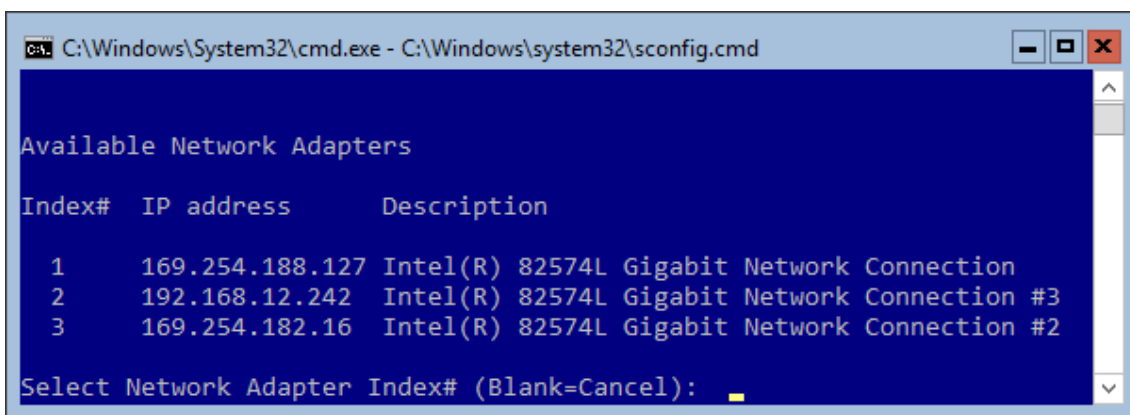 C:\Windows\System32\cmd.exe - C:\Windows\system32\sconfig.cmd
Available Network Adapters
Index# IP address Description
1 169.254.188.127 Intel(R) 82574L Gigabit Network Connection
2 192.168.12.242 Intel(R) 82574L Gigabit Network Connection #3
3 169.254.182.16 Intel(R) 82574L Gigabit Network Connection #2
Select Network Adapter Index# (Blank=Cancel): _